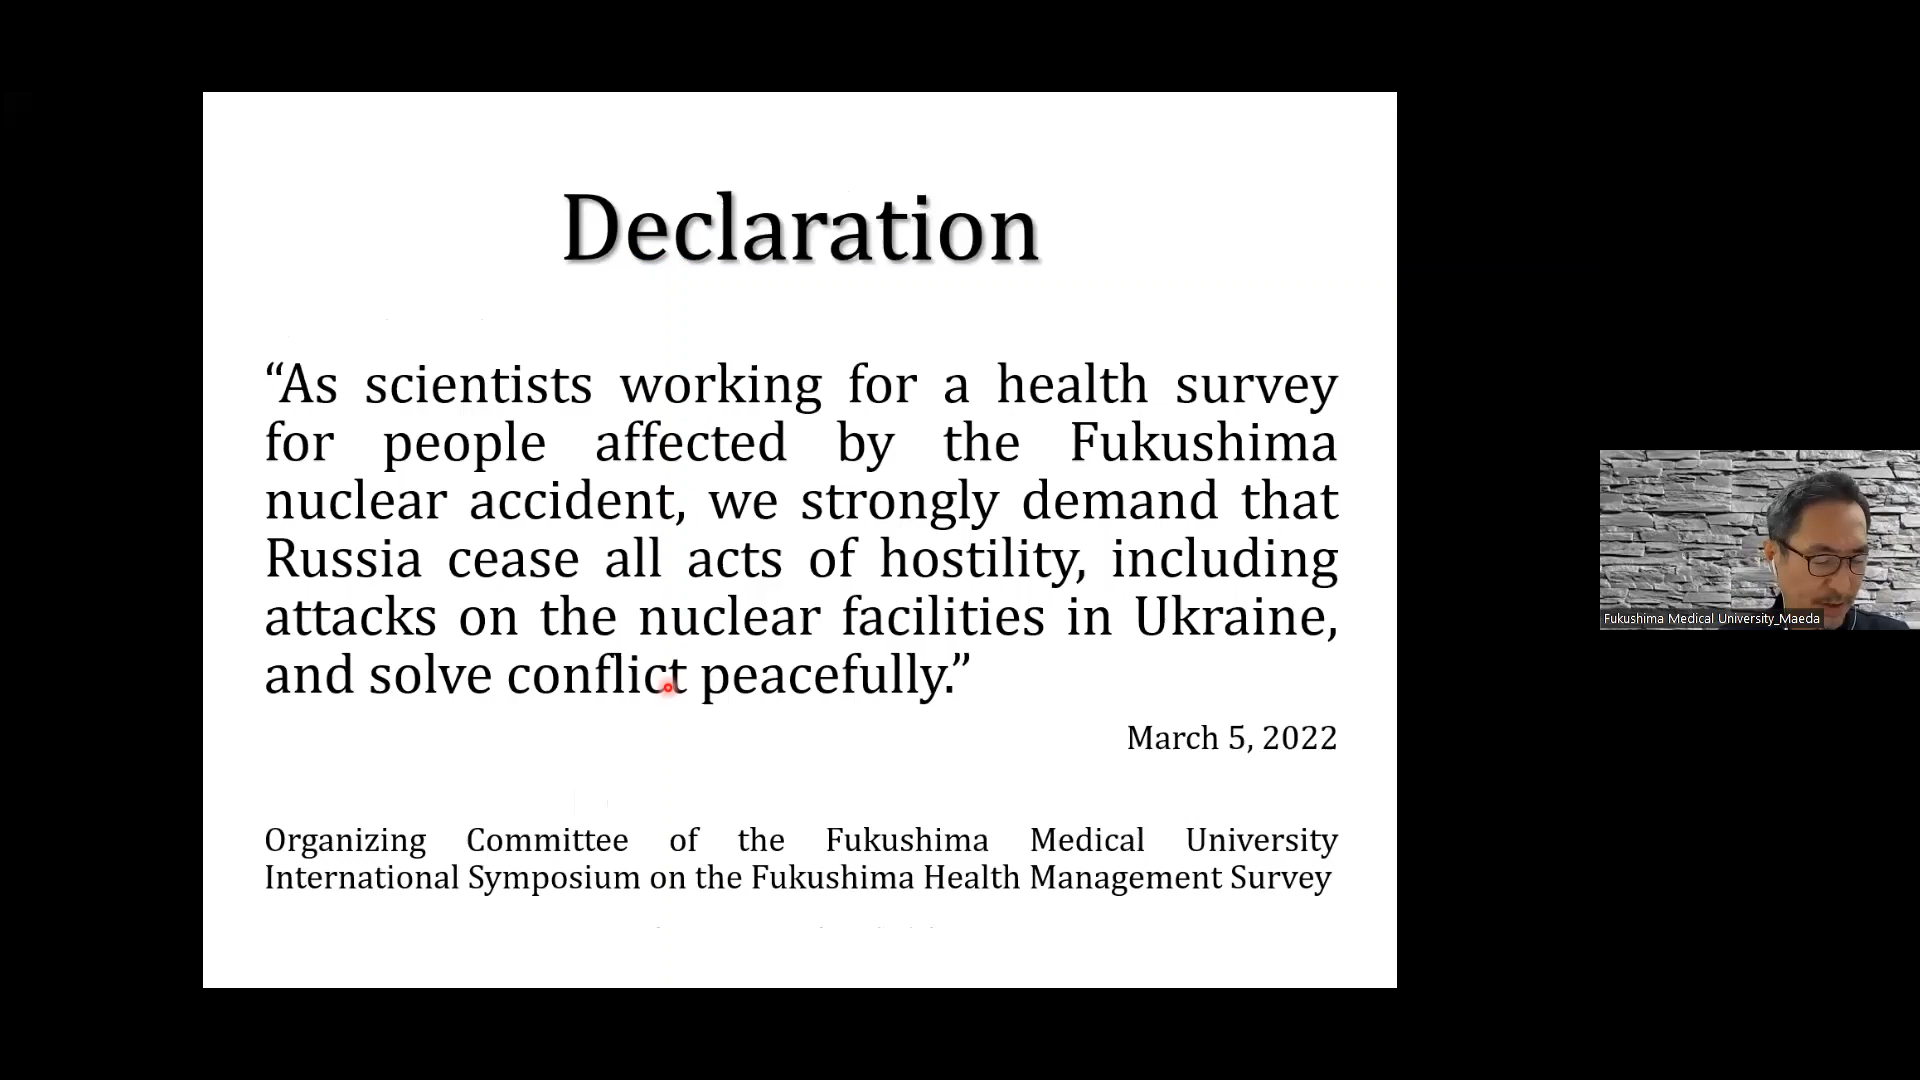 Declaration
“As scientists working for a health survey
for people affected by the Fukushima
nuclear accident, we strongly demand that
Russia cease all acts of hostility, including
attacks on the nuclear facilities in Ukraine,
and solve conflict peacefully.”
March 5, 2022
Organizing Committee of the Fukushima Medical University
International Symposium on the Fukushima Health Management Survey
Fukushima Medical University_Maeda